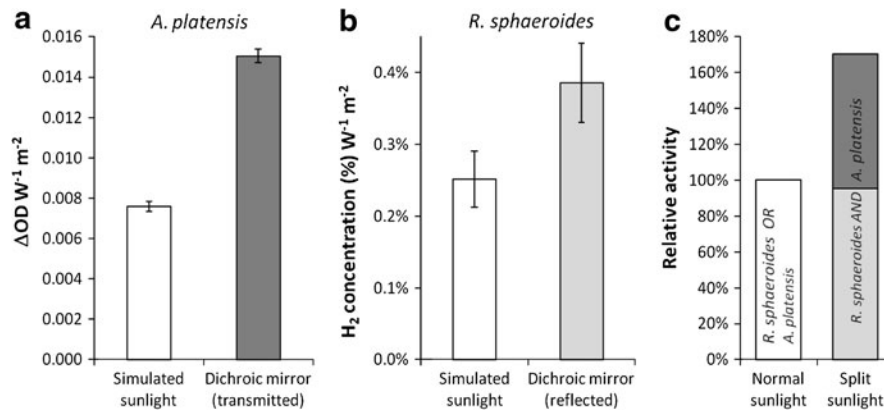 a
A. platensis
ΔOD W-1 m-2
0.016
0.014
0.012
0.010
0.008
0.006
0.004
0.002
0.000
Simulated
sunlight
Dichroic mirror
(transmitted)
b
R. sphaeroides
H2 concentration (%) W-1 m-2
0.4%
0.3%
0.2%
0.1%
0.0%
Simulated
sunlight
Dichroic mirror
(reflected)
c
Relative activity
180%
160%
140%
120%
100%
80%
60%
40%
20%
0%
R. sphaeroides OR
A. platensis
R. sphaeroides AND A. platensis
Normal
sunlight
Split
sunlight